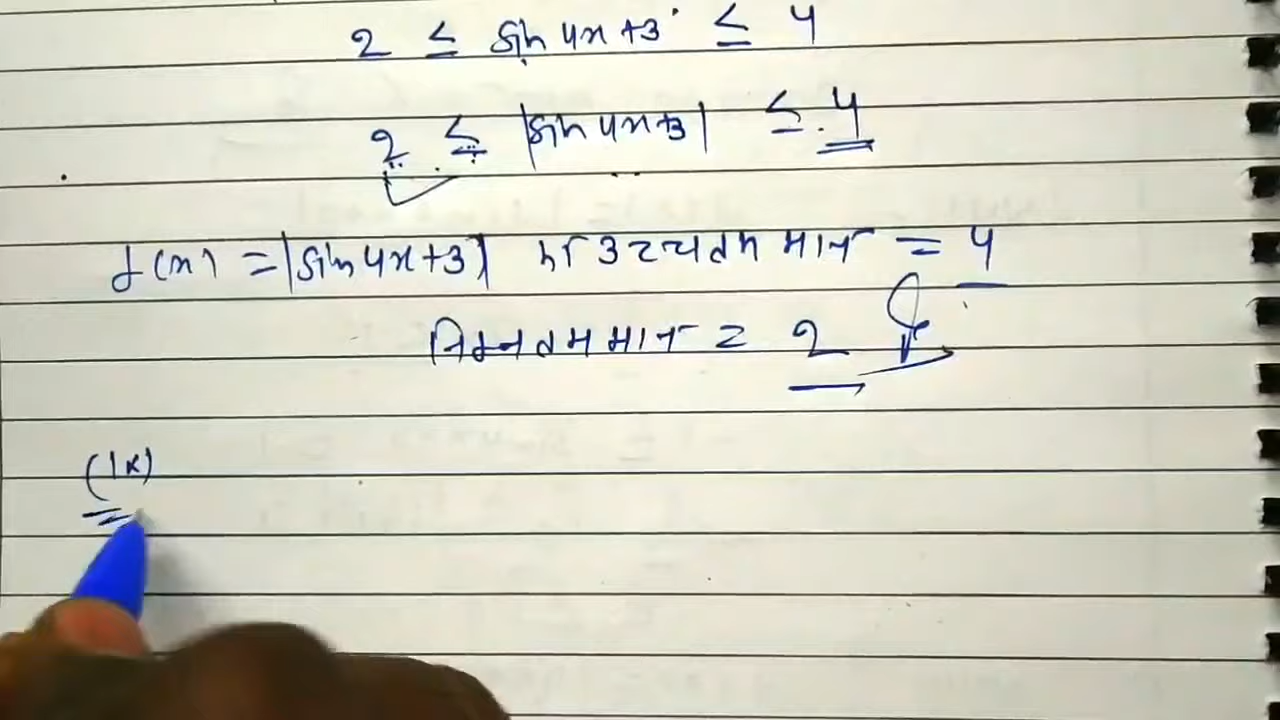 2 ≤ sin 4x + 3 ≤ 4
2 ≤ |sin 4x + 3| ≤ 4
f(x) = |sin 4x + 3| का उच्चतम मान = 4
निम्नतम मान = 2
(ix)